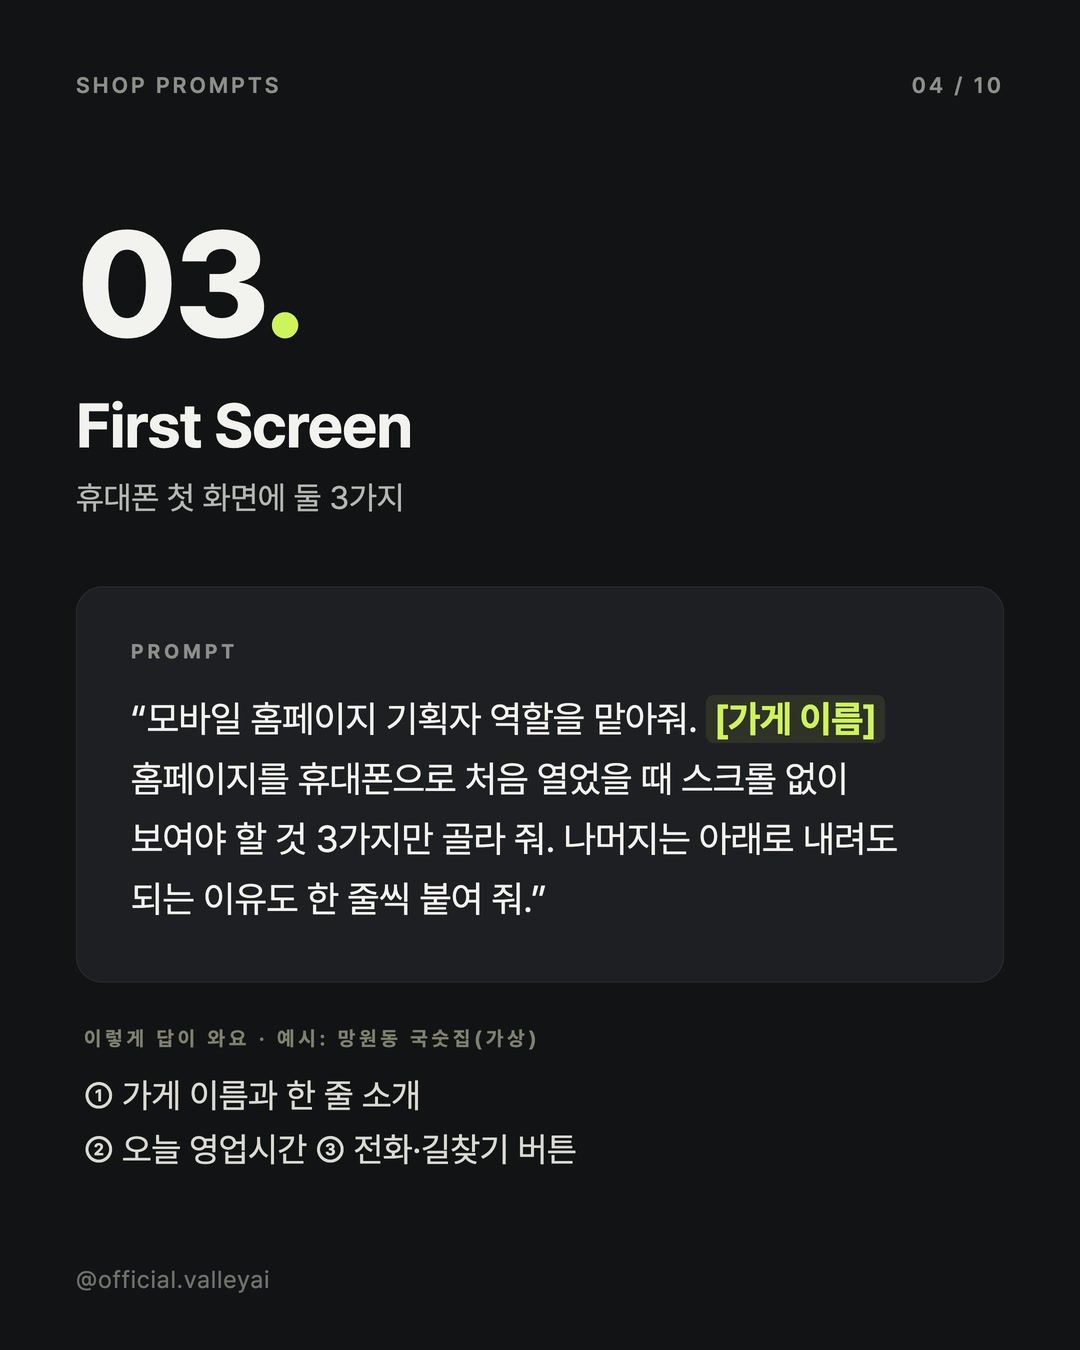 SHOP PROMPTS
04 / 10
03.
First Screen
휴대폰 첫 화면에 둘 3가지
PROMPT
“모바일 홈페이지 기획자 역할을 맡아줘. [가게 이름]
홈페이지를 휴대폰으로 처음 열었을 때 스크롤 없이
보여야 할 것 3가지만 골라 줘. 나머지는 아래로 내려도
되는 이유도 한 줄씩 붙여 줘.”
이렇게 답이 와요 · 예시: 망원동 국숫집(가상)
① 가게 이름과 한 줄 소개
② 오늘 영업시간 ③ 전화·길찾기 버튼
@official.valleyai